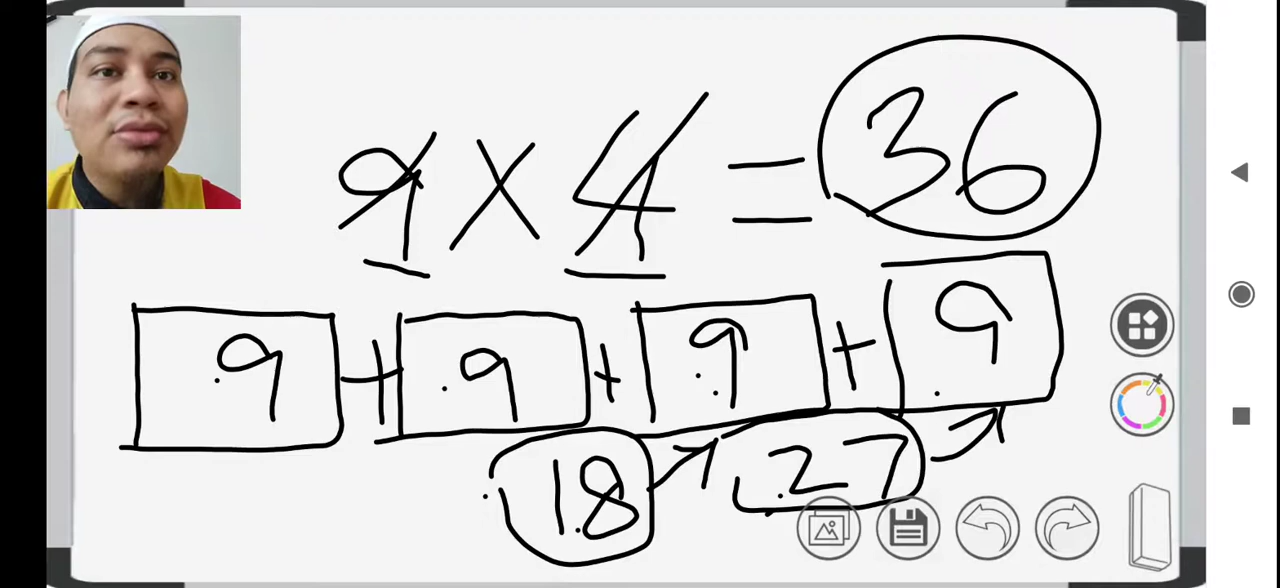 9 × 4 = 36
9 + 9 + 9 + 9
18 27